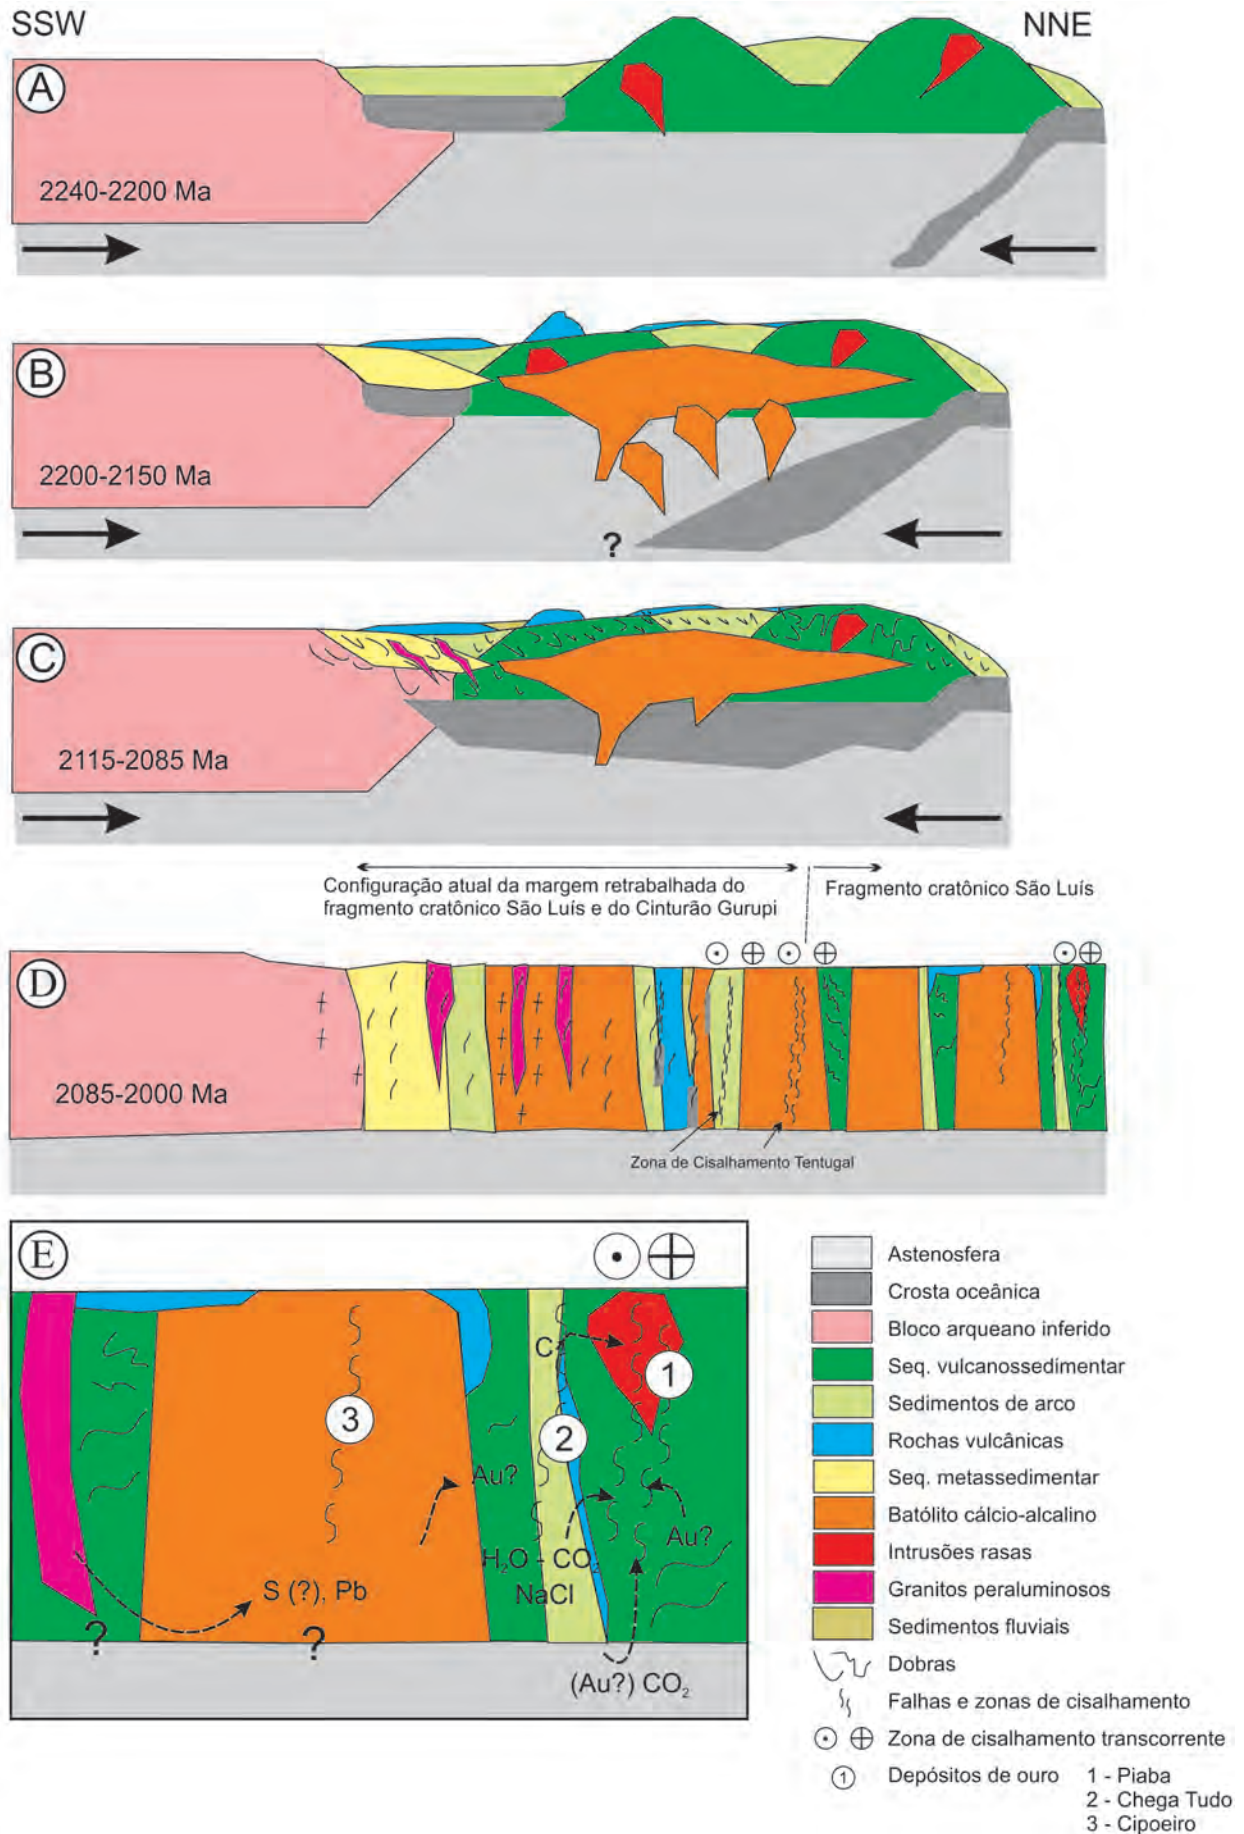 SSW
NNE
A
2240-2200 Ma
B
2200-2150 Ma
?
C
2115-2085 Ma
Configuração atual da margem retrabalhada do
fragmento cratônico São Luís e do Cinturão Gurupi
Fragmento cratônico São Luís
D
2085-2000 Ma
Zona de Cisalhamento Tentugal
E
C
1
3
2
Au?
Au?
H₂O - CO₂
NaCl
S (?), Pb
?
?
(Au?) CO₂
Astenosfera
Crosta oceânica
Bloco arqueano inferido
Seq. vulcanossedimentar
Sedimentos de arco
Rochas vulcânicas
Seq. metassedimentar
Batólito cálcio-alcalino
Intrusões rasas
Granitos peraluminosos
Sedimentos fluviais
Dobras
Falhas e zonas de cisalhamento
Zona de cisalhamento transcorrente
1 Depósitos de ouro 1 - Piaba
2 - Chega Tudo
3 - Cipoeiro